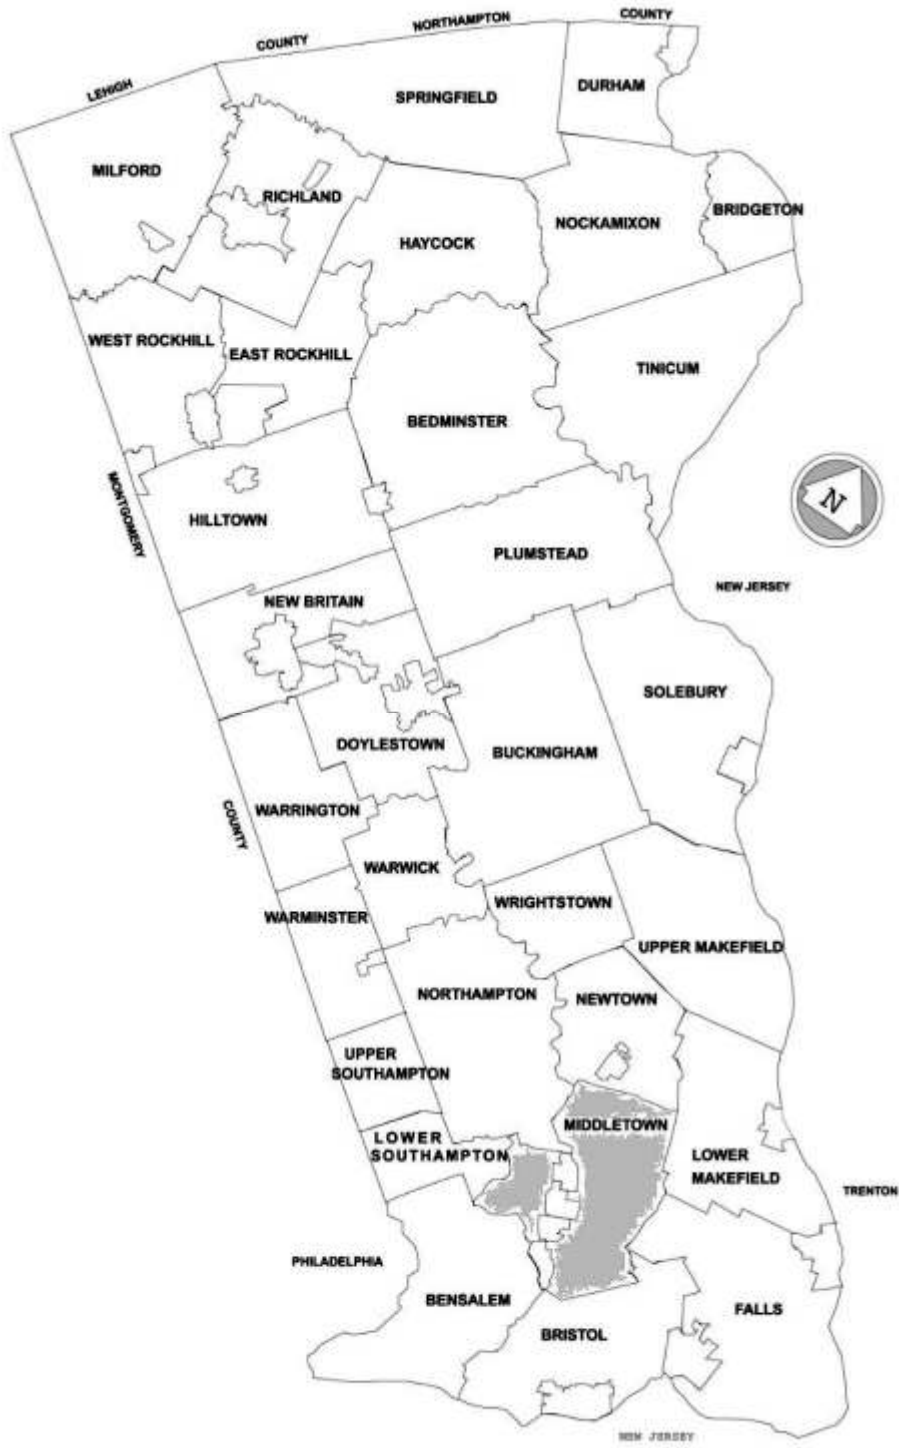 NORTHAMPTON
COUNTY
COUNTY
LEHIGH
DURHAM
SPRINGFIELD
MILFORD
RICHLAND
BRIDGETON
NOCKAMIXON
HAYCOCK
WEST ROCKHILL
EAST ROCKHILL
TINICUM
BEDMINSTER
MONTGOMERY
N
HILLTOWN
PLUMSTEAD
NEW JERSEY
NEW BRITAIN
SOLEBURY
DOYLESTOWN
BUCKINGHAM
WARRINGTON
COUNTY
WARWICK
WRIGHTSTOWN
WARMINSTER
UPPER MAKEFIELD
NORTHAMPTON
NEWTOWN
UPPER
SOUTHAMPTON
MIDDLETOWN
LOWER
SOUTHAMPTON
LOWER
MAKEFIELD
TRENTON
PHILADELPHIA
BENSALEM
FALLS
BRISTOL
NEW JERSEY